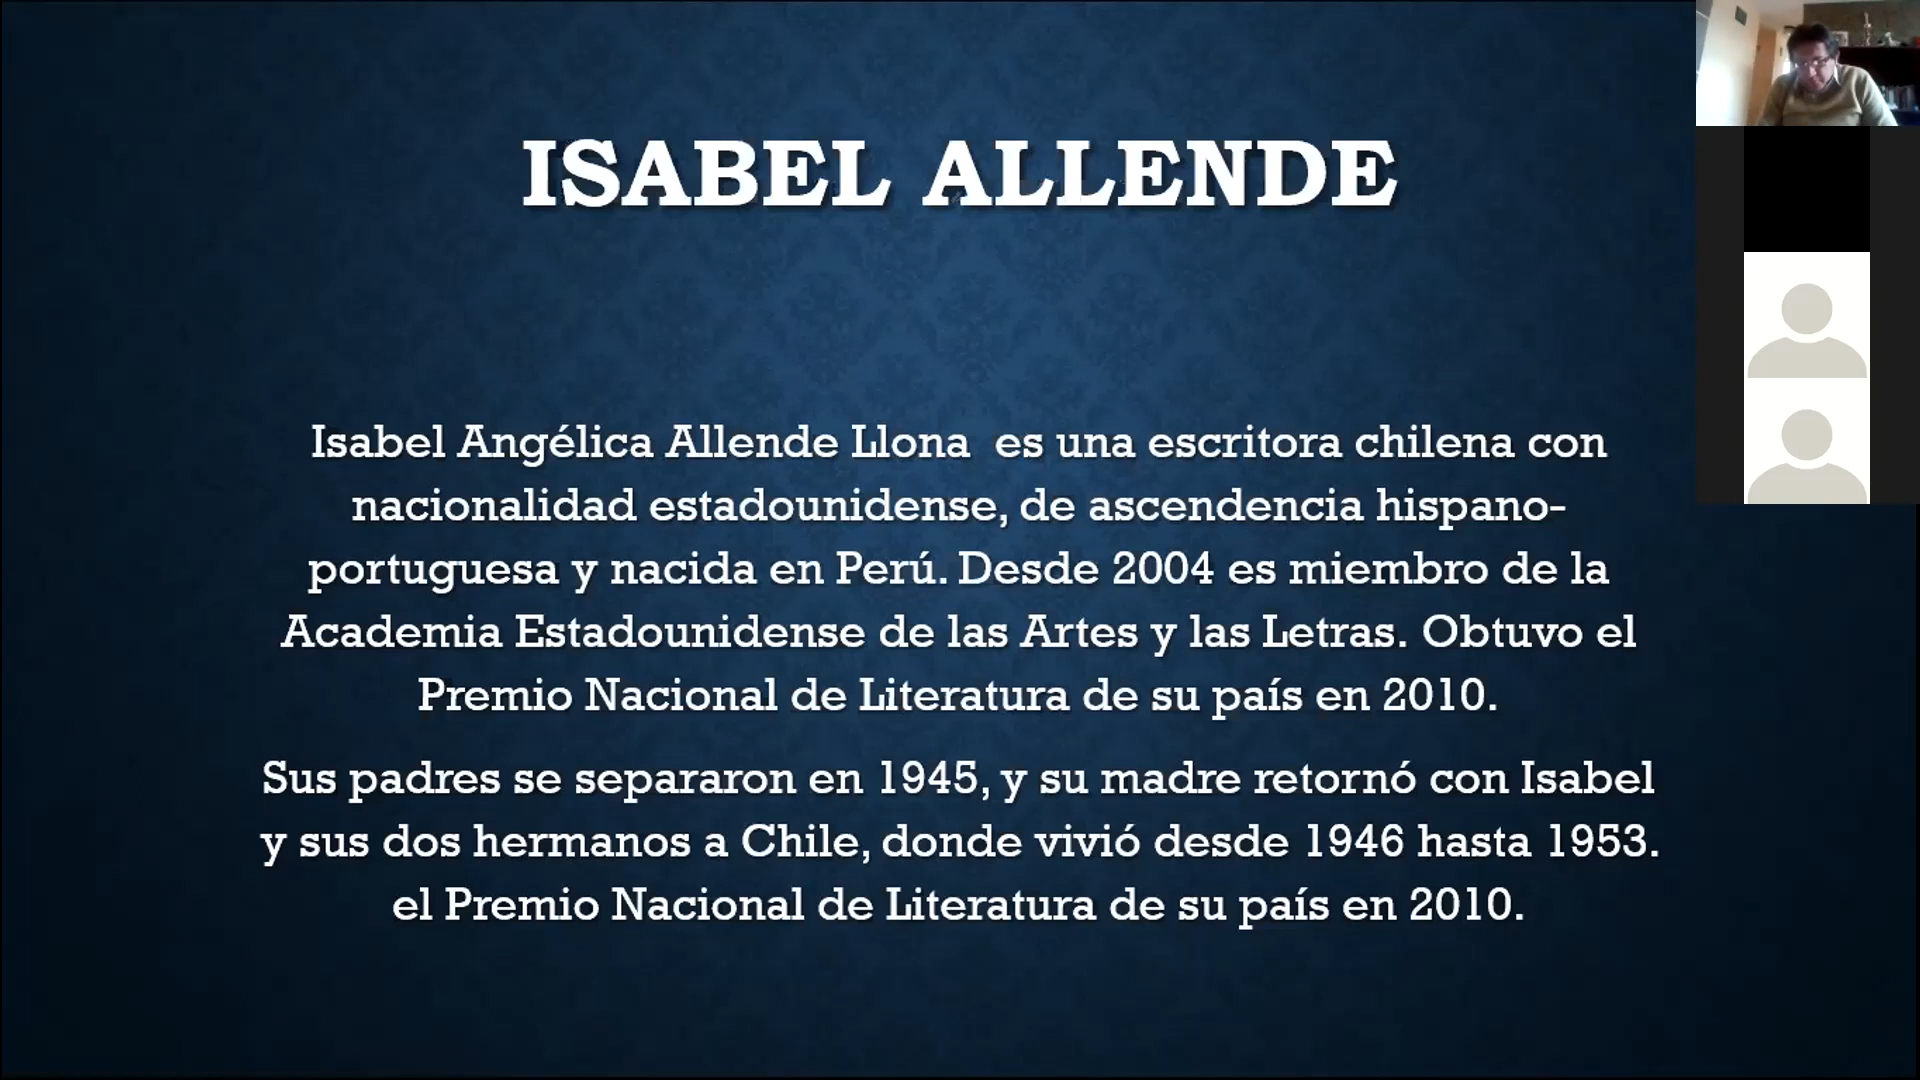 ISABEL ALLENDE
Isabel Angélica Allende Llona es una escritora chilena con
nacionalidad estadounidense, de ascendencia hispano-
portuguesa y nacida en Perú. Desde 2004 es miembro de la
Academia Estadounidense de las Artes y las Letras. Obtuvo el
Premio Nacional de Literatura de su país en 2010.
Sus padres se separaron en 1945, y su madre retornó con Isabel
y sus dos hermanos a Chile, donde vivió desde 1946 hasta 1953.
el Premio Nacional de Literatura de su país en 2010.